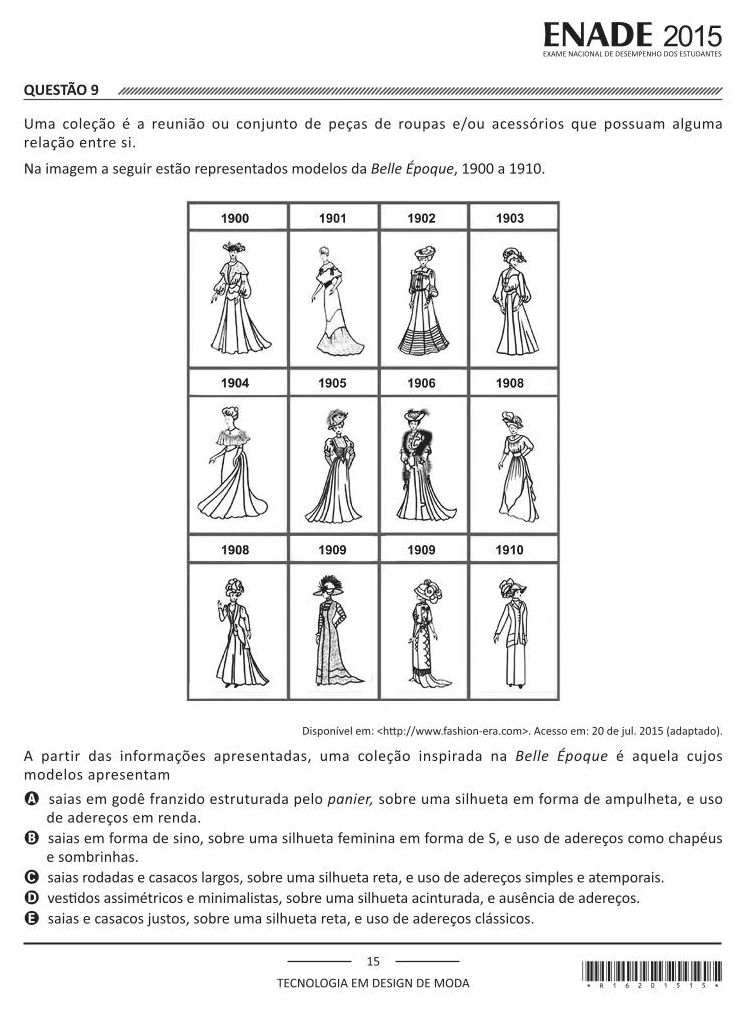 ENADE 2015
EXAME NACIONAL DE DESEMPENHO DOS ESTUDANTES
QUESTÃO 9
Uma coleção é a reunião ou conjunto de peças de roupas e/ou acessórios que possuam alguma
relação entre si.
Na imagem a seguir estão representados modelos da Belle Époque, 1900 a 1910.
1900 1901 1902 1903
1904 1905 1906 1908
1908 1909 1909 1910
Disponível em: <http://www.fashion-era.com>. Acesso em: 20 de jul. 2015 (adaptado).
A partir das informações apresentadas, uma coleção inspirada na Belle Époque é aquela cujos
modelos apresentam
A saias em godê franzido estruturada pelo panier, sobre uma silhueta em forma de ampulheta, e uso
de adereços em renda.
B saias em forma de sino, sobre uma silhueta feminina em forma de S, e uso de adereços como chapéus
e sombrinhas.
C saias rodadas e casacos largos, sobre uma silhueta reta, e uso de adereços simples e atemporais.
D vestidos assimétricos e minimalistas, sobre uma silhueta acinturada, e ausência de adereços.
E saias e casacos justos, sobre uma silhueta reta, e uso de adereços clássicos.
15
TECNOLOGIA EM DESIGN DE MODA
*R16201515*